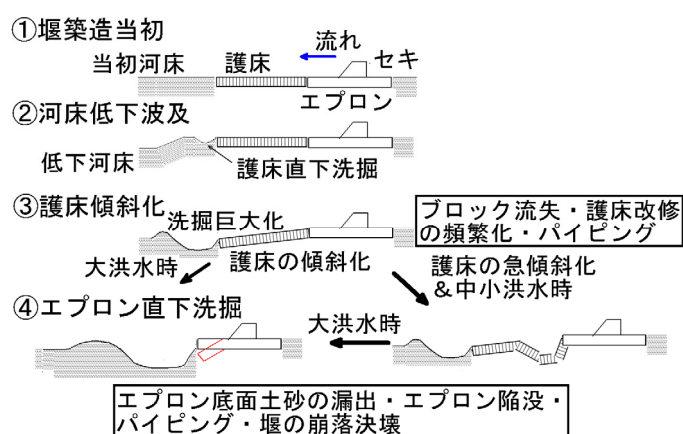 ①堰築造当初
流れ
当初河床
護床
セキ
エプロン
②河床低下波及
低下河床
護床直下洗掘
③護床傾斜化
洗掘巨大化
ブロック流失・護床改修
の頻繁化・パイピング
大洪水時
護床の傾斜化
護床の急傾斜化
&中小洪水時
④エプロン直下洗掘
大洪水時
エプロン底面土砂の漏出・エプロン陥没・
パイピング・堰の崩落決壊